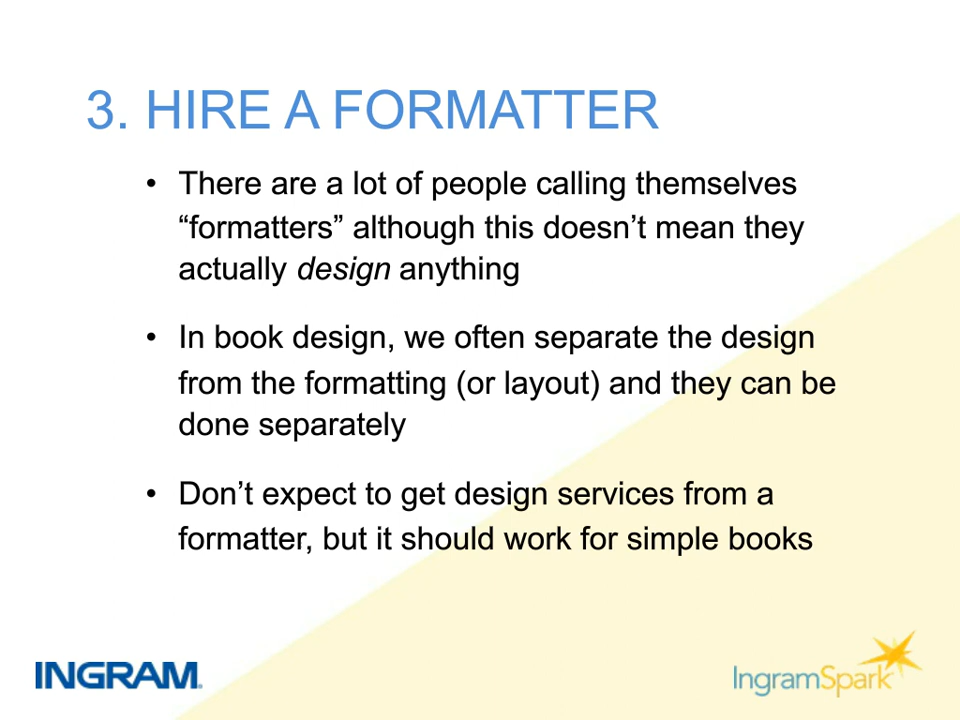 3. HIRE A FORMATTER
• There are a lot of people calling themselves
“formatters” although this doesn’t mean they
actually design anything
• In book design, we often separate the design
from the formatting (or layout) and they can be
done separately
• Don’t expect to get design services from a
formatter, but it should work for simple books
INGRAM
IngramSpark